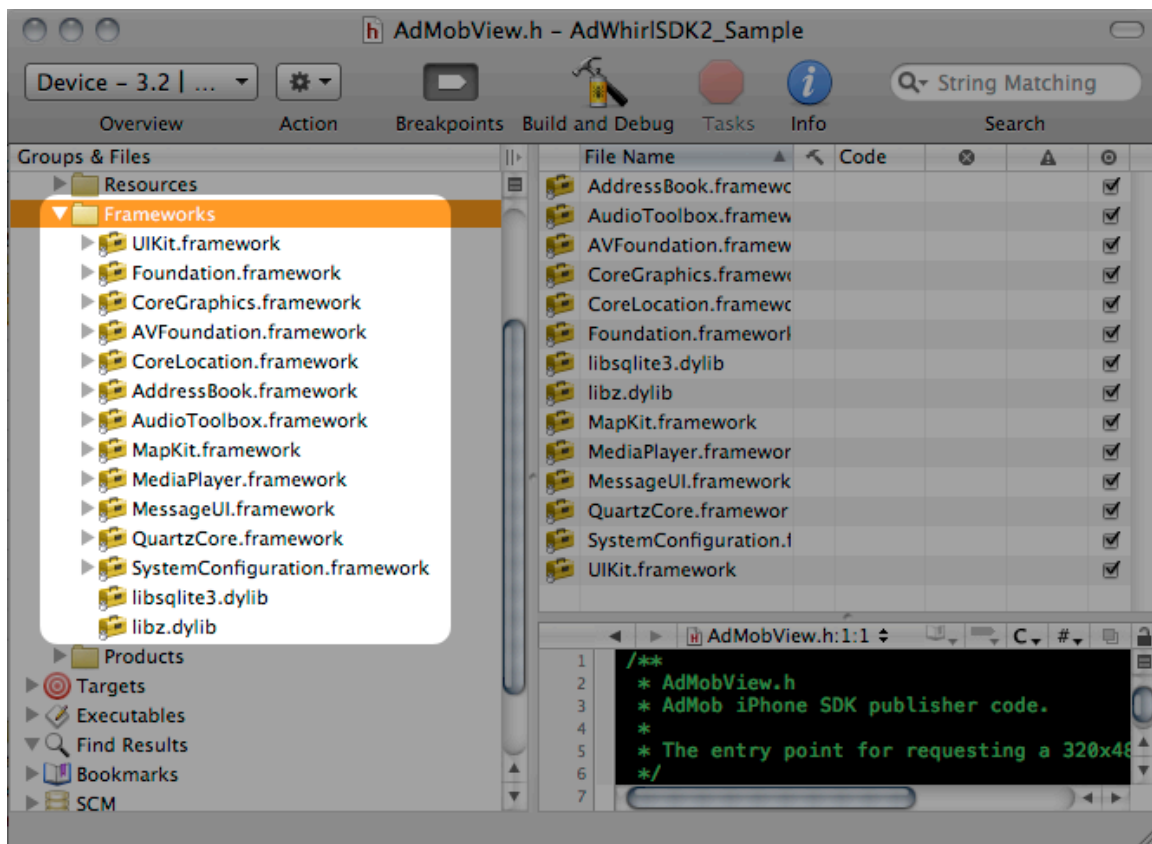 AdMobView.h – AdWhirlSDK2_Sample
Device – 3.2 | ...
String Matching
Overview Action Breakpoints Build and Debug Tasks Info Search
Groups & Files
Resources
Frameworks
UIKit.framework
Foundation.framework
CoreGraphics.framework
AVFoundation.framework
CoreLocation.framework
AddressBook.framework
AudioToolbox.framework
MapKit.framework
MediaPlayer.framework
MessageUI.framework
QuartzCore.framework
SystemConfiguration.framework
libsqlite3.dylib
libz.dylib
Products
Targets
Executables
Find Results
Bookmarks
SCM
File Name Code
AddressBook.framewc
AudioToolbox.framew
AVFoundation.framew
CoreGraphics.framew
CoreLocation.framewc
Foundation.framework
libsqlite3.dylib
libz.dylib
MapKit.framework
MediaPlayer.framewor
MessageUI.framework
QuartzCore.framewor
SystemConfiguration.f
UIKit.framework
AdMobView.h:1:1 C #
1 /**
2 * AdMobView.h
3 * AdMob iPhone SDK publisher code.
4 *
5 * The entry point for requesting a 320x48
6 */
7